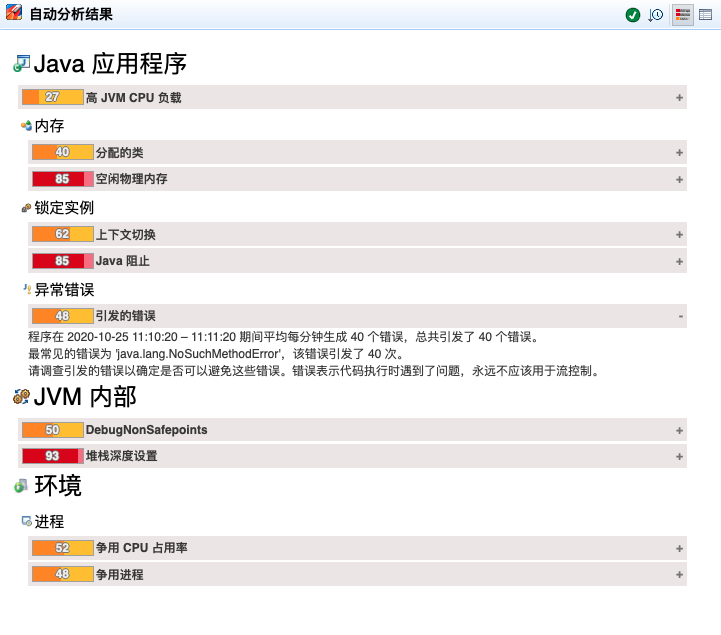 自动分析结果
Java 应用程序
27 高 JVM CPU 负载 +
内存
40 分配的类 +
85 空闲物理内存 +
锁定实例
62 上下文切换 +
85 Java 阻止 +
异常错误
48 引发的错误 -
程序在 2020-10-25 11:10:20 – 11:11:20 期间平均每分钟生成 40 个错误，总共引发了 40 个错误。
最常见的错误为 'java.lang.NoSuchMethodError'，该错误引发了 40 次。
请调查引发的错误以确定是否可以避免这些错误。错误表示代码执行时遇到了问题，永远不应该用于流控制。
JVM 内部
50 DebugNonSafepoints +
93 堆栈深度设置 +
环境
进程
52 争用 CPU 占用率 +
48 争用进程 +